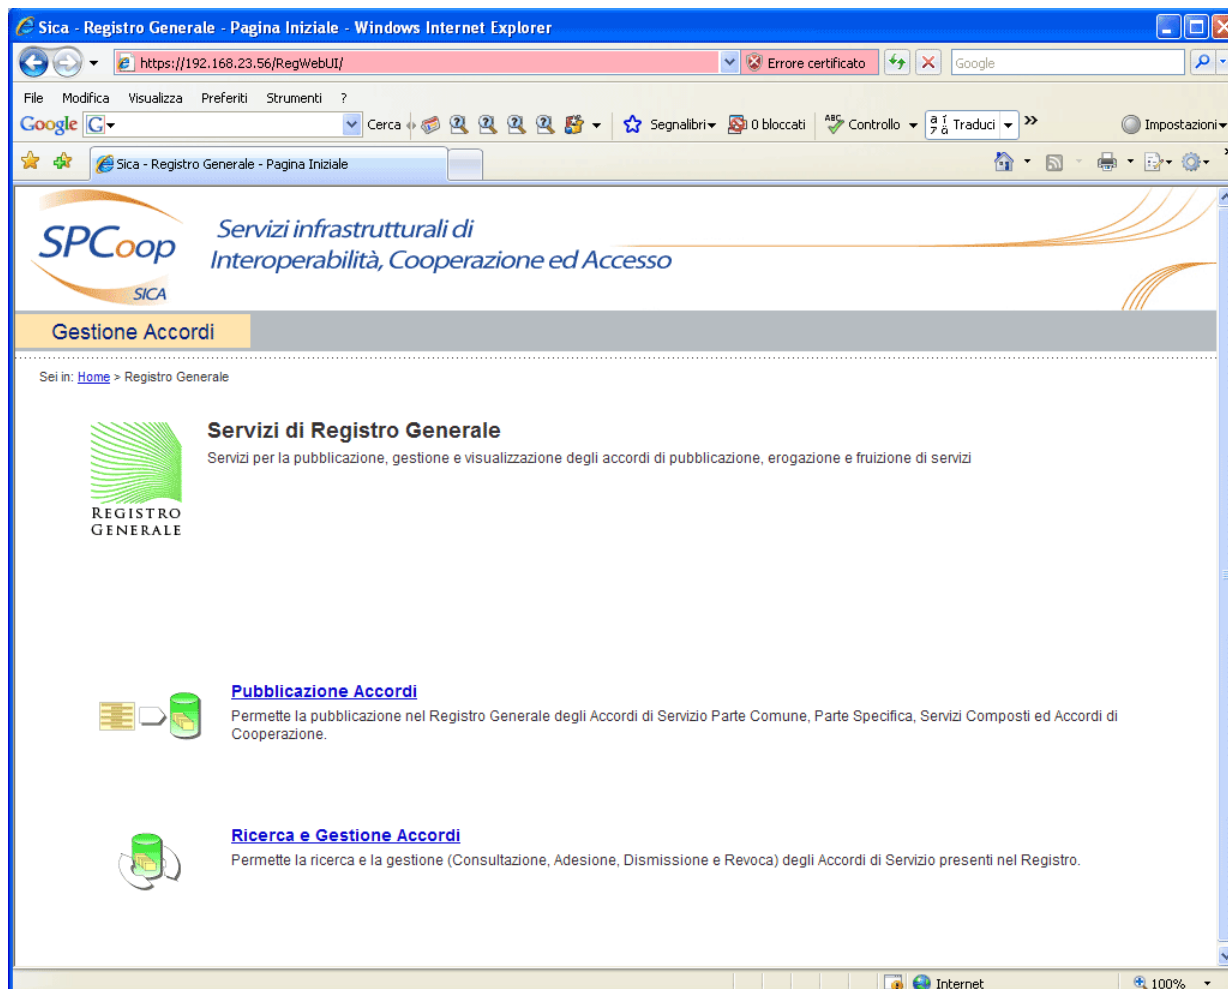 Sica - Registro Generale - Pagina Iniziale - Windows Internet Explorer
https://192.168.23.56/RegWebUI/
Errore certificato
Google
File Modifica Visualizza Preferiti Strumenti ?
Google G Cerca Segnalibri 0 bloccati ABC Controllo Traduci Impostazioni
Sica - Registro Generale - Pagina Iniziale
SPCoop
SICA
Servizi infrastrutturali di
Interoperabilità, Cooperazione ed Accesso
Gestione Accordi
Sei in: Home > Registro Generale
REGISTRO
GENERALE
Servizi di Registro Generale
Servizi per la pubblicazione, gestione e visualizzazione degli accordi di pubblicazione, erogazione e fruizione di servizi
Pubblicazione Accordi
Permette la pubblicazione nel Registro Generale degli Accordi di Servizio Parte Comune, Parte Specifica, Servizi Composti ed Accordi di
Cooperazione.
Ricerca e Gestione Accordi
Permette la ricerca e la gestione (Consultazione, Adesione, Dismissione e Revoca) degli Accordi di Servizio presenti nel Registro.
Internet
100%